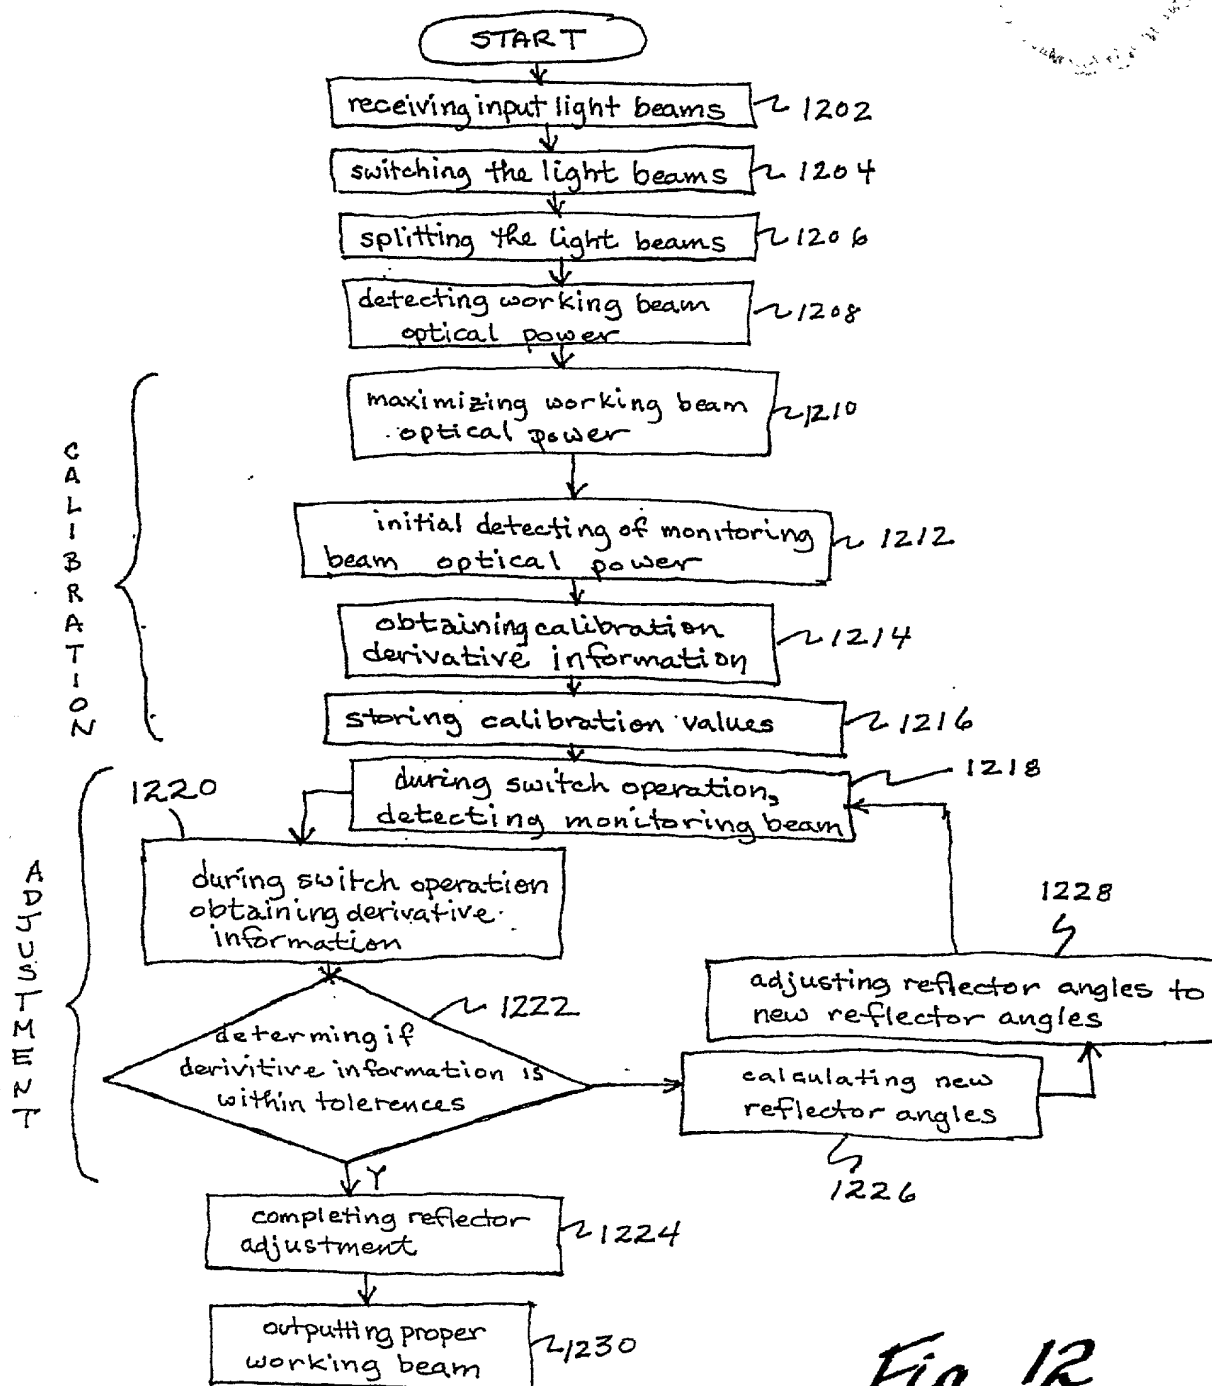 START
receiving input light beams
1202
switching the light beams
1204
splitting the light beams
1206
detecting working beam
optical power
1208
maximizing working beam
optical power
1210
CALIBRATION
initial detecting of monitoring
beam optical power
1212
obtaining calibration
derivative information
1214
storing calibration values
1216
during switch operation,
detecting monitoring beam
1218
1220
during switch operation
obtaining derivative
information
ADJUSTMENT
1222
determing if
derivitive information is
within tolerences
1228
adjusting reflector angles to
new reflector angles
calculating new
reflector angles
1226
Y
completing reflector
adjustment
1224
outputting proper
working beam
1230
Fig. 12